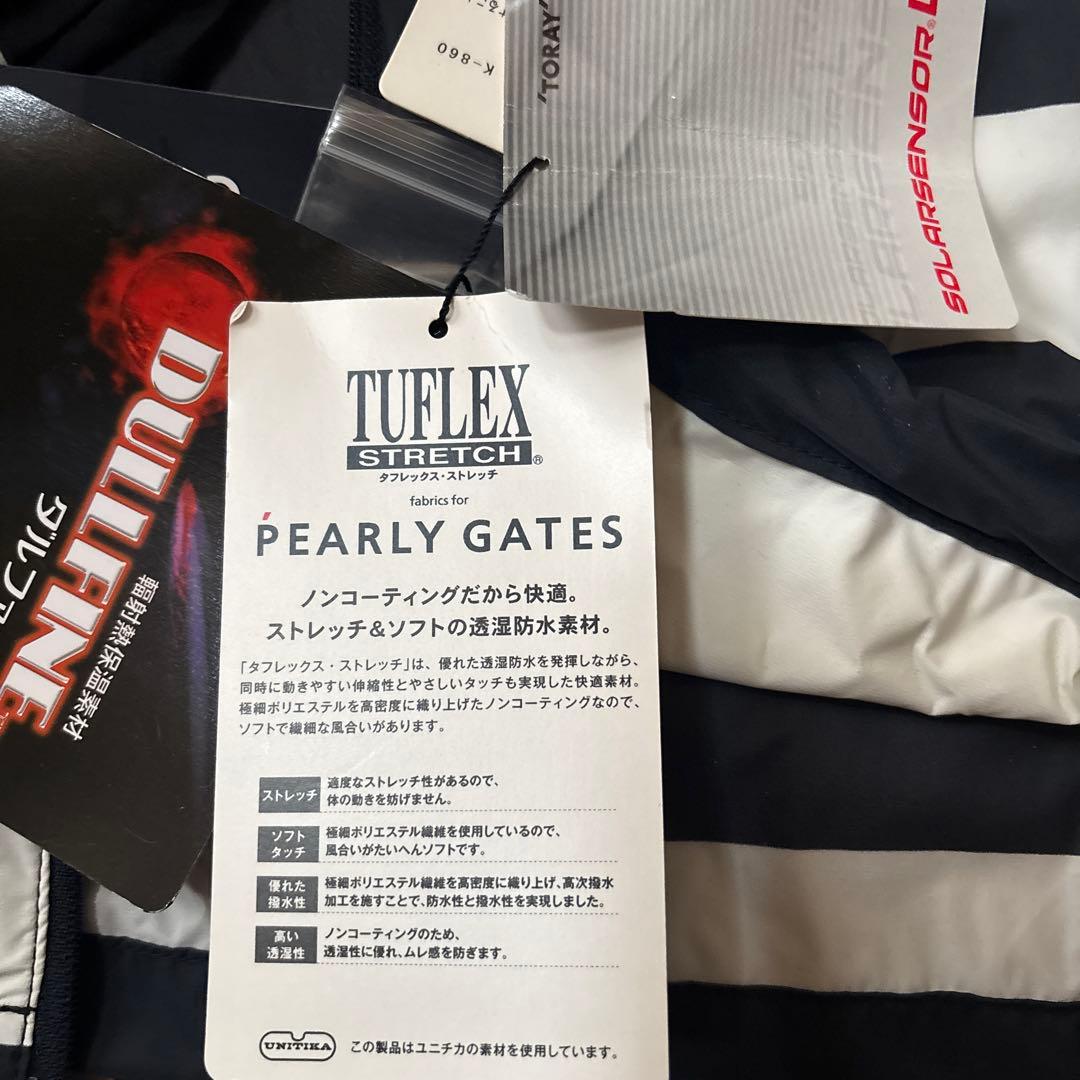 K-860
'TORAY'
SOLARSENSOR®
DULLFINE
ダルファ
輻射熱保温素材
TUFLEX
STRETCH®
タフレックス・ストレッチ
fabrics for
PEARLY GATES
ノンコーティングだから快適。
ストレッチ&ソフトの透湿防水素材。
「タフレックス・ストレッチ」は、優れた透湿防水を発揮しながら、
同時に動きやすい伸縮性とやさしいタッチも実現した快適素材。
極細ポリエステルを高密度に織り上げたノンコーティングなので、
ソフトで繊細な風合いがあります。
ストレッチ
適度なストレッチ性があるので、
体の動きを妨げません。
ソフト
タッチ
極細ポリエステル繊維を使用しているので、
風合いがたいへんソフトです。
優れた
撥水性
極細ポリエステル繊維を高密度に織り上げ、高次撥水
加工を施すことで、防水性と撥水性を実現しました。
高い
透湿性
ノンコーティングのため、
透湿性に優れ、ムレ感を防ぎます。
UNITIKA
この製品はユニチカの素材を使用しています。